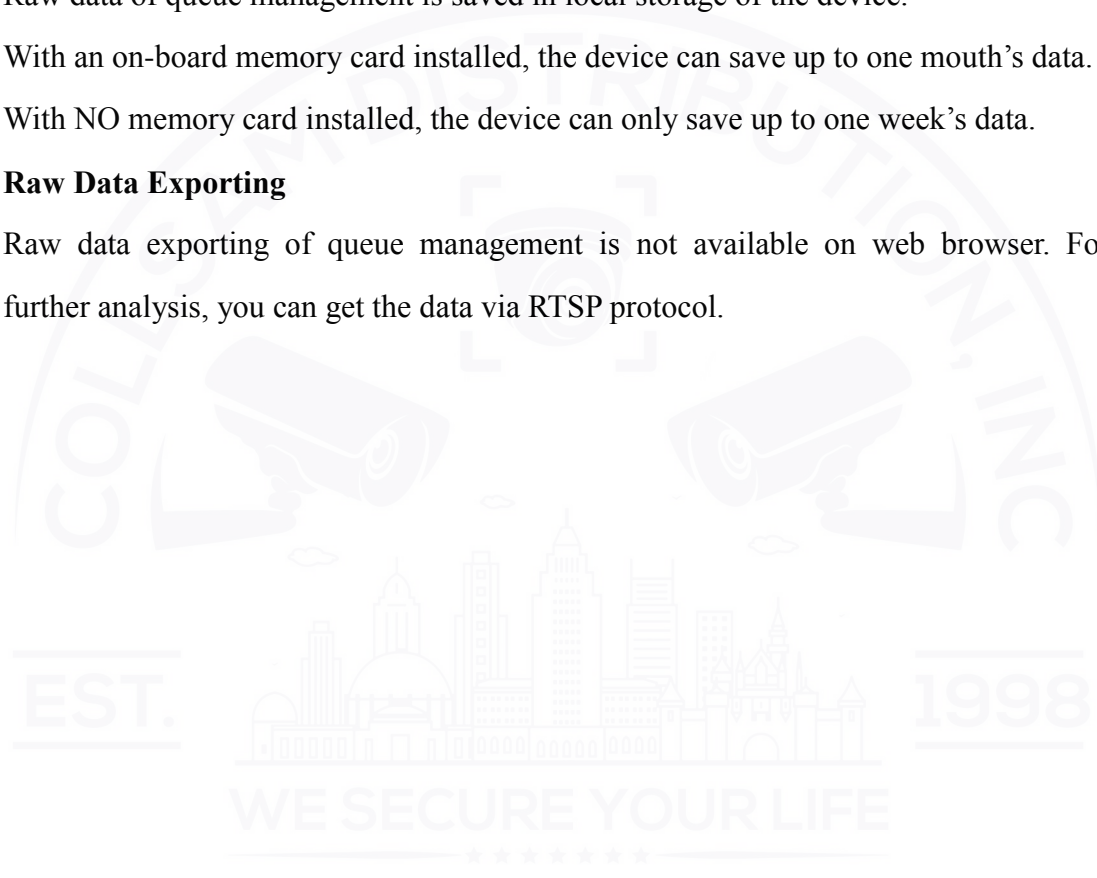 Raw data of queue management is saved in local storage of the device.
With an on-board memory card installed, the device can save up to one mouth’s data.
With NO memory card installed, the device can only save up to one week’s data.
Raw Data Exporting
Raw data exporting of queue management is not available on web browser. Fo
further analysis, you can get the data via RTSP protocol.
COLLS AM DISTRIBUTION, INC
EST. 1998
WE SECURE YOUR LIFE